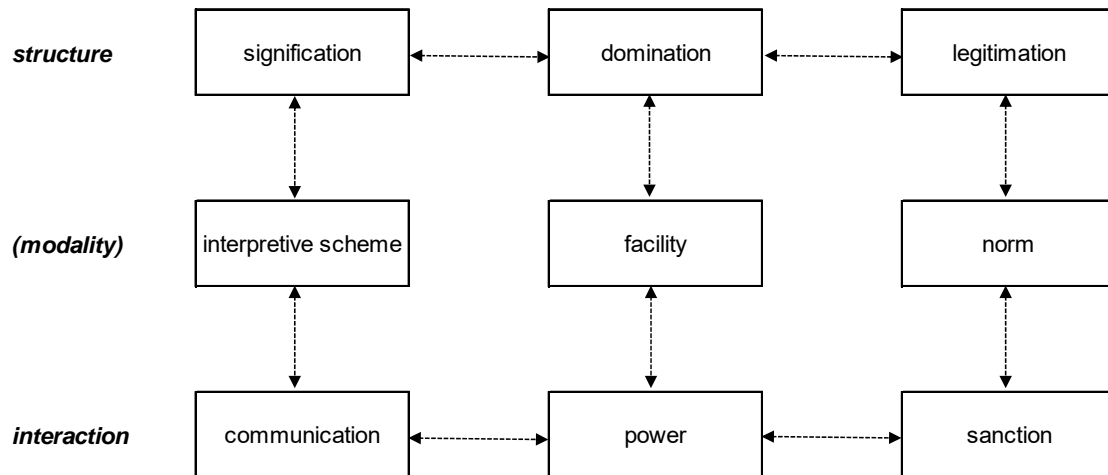 structure
signification
domination
legitimation
(modality)
interpretive scheme
facility
norm
interaction
communication
power
sanction